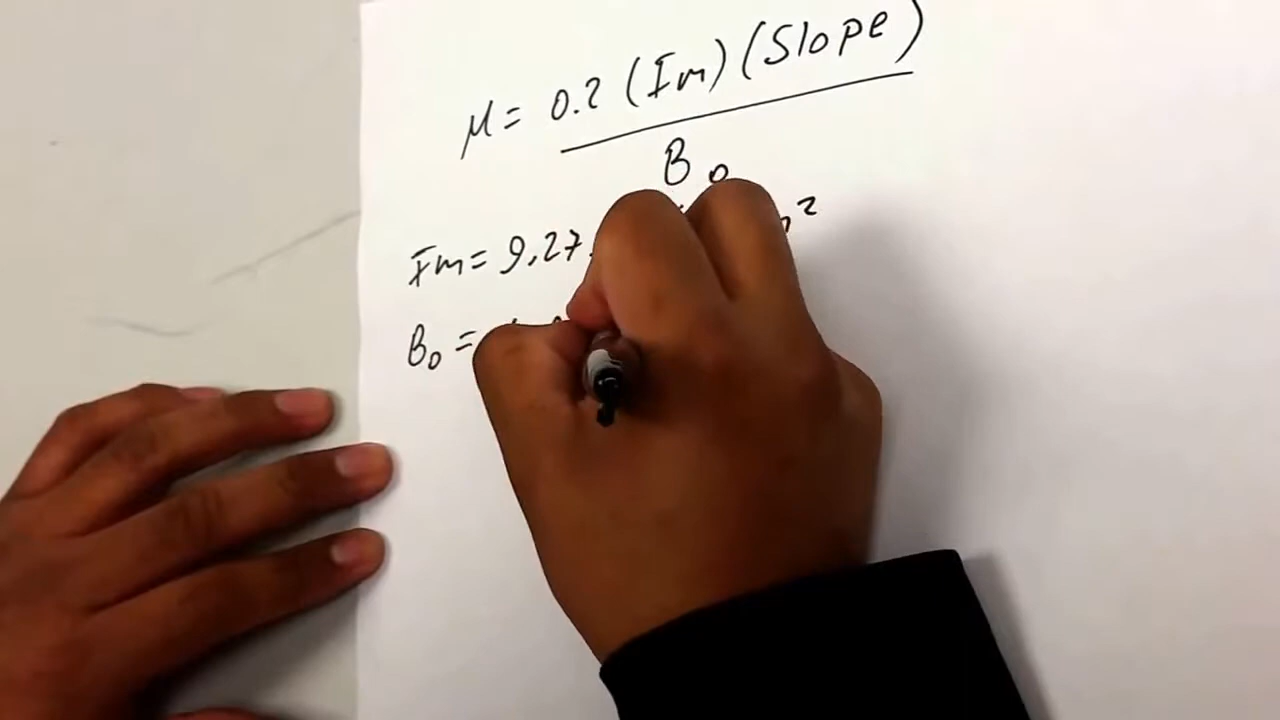 μ = 0.2 (Im) (Slope)
B0
Im = 9.27
B0 =